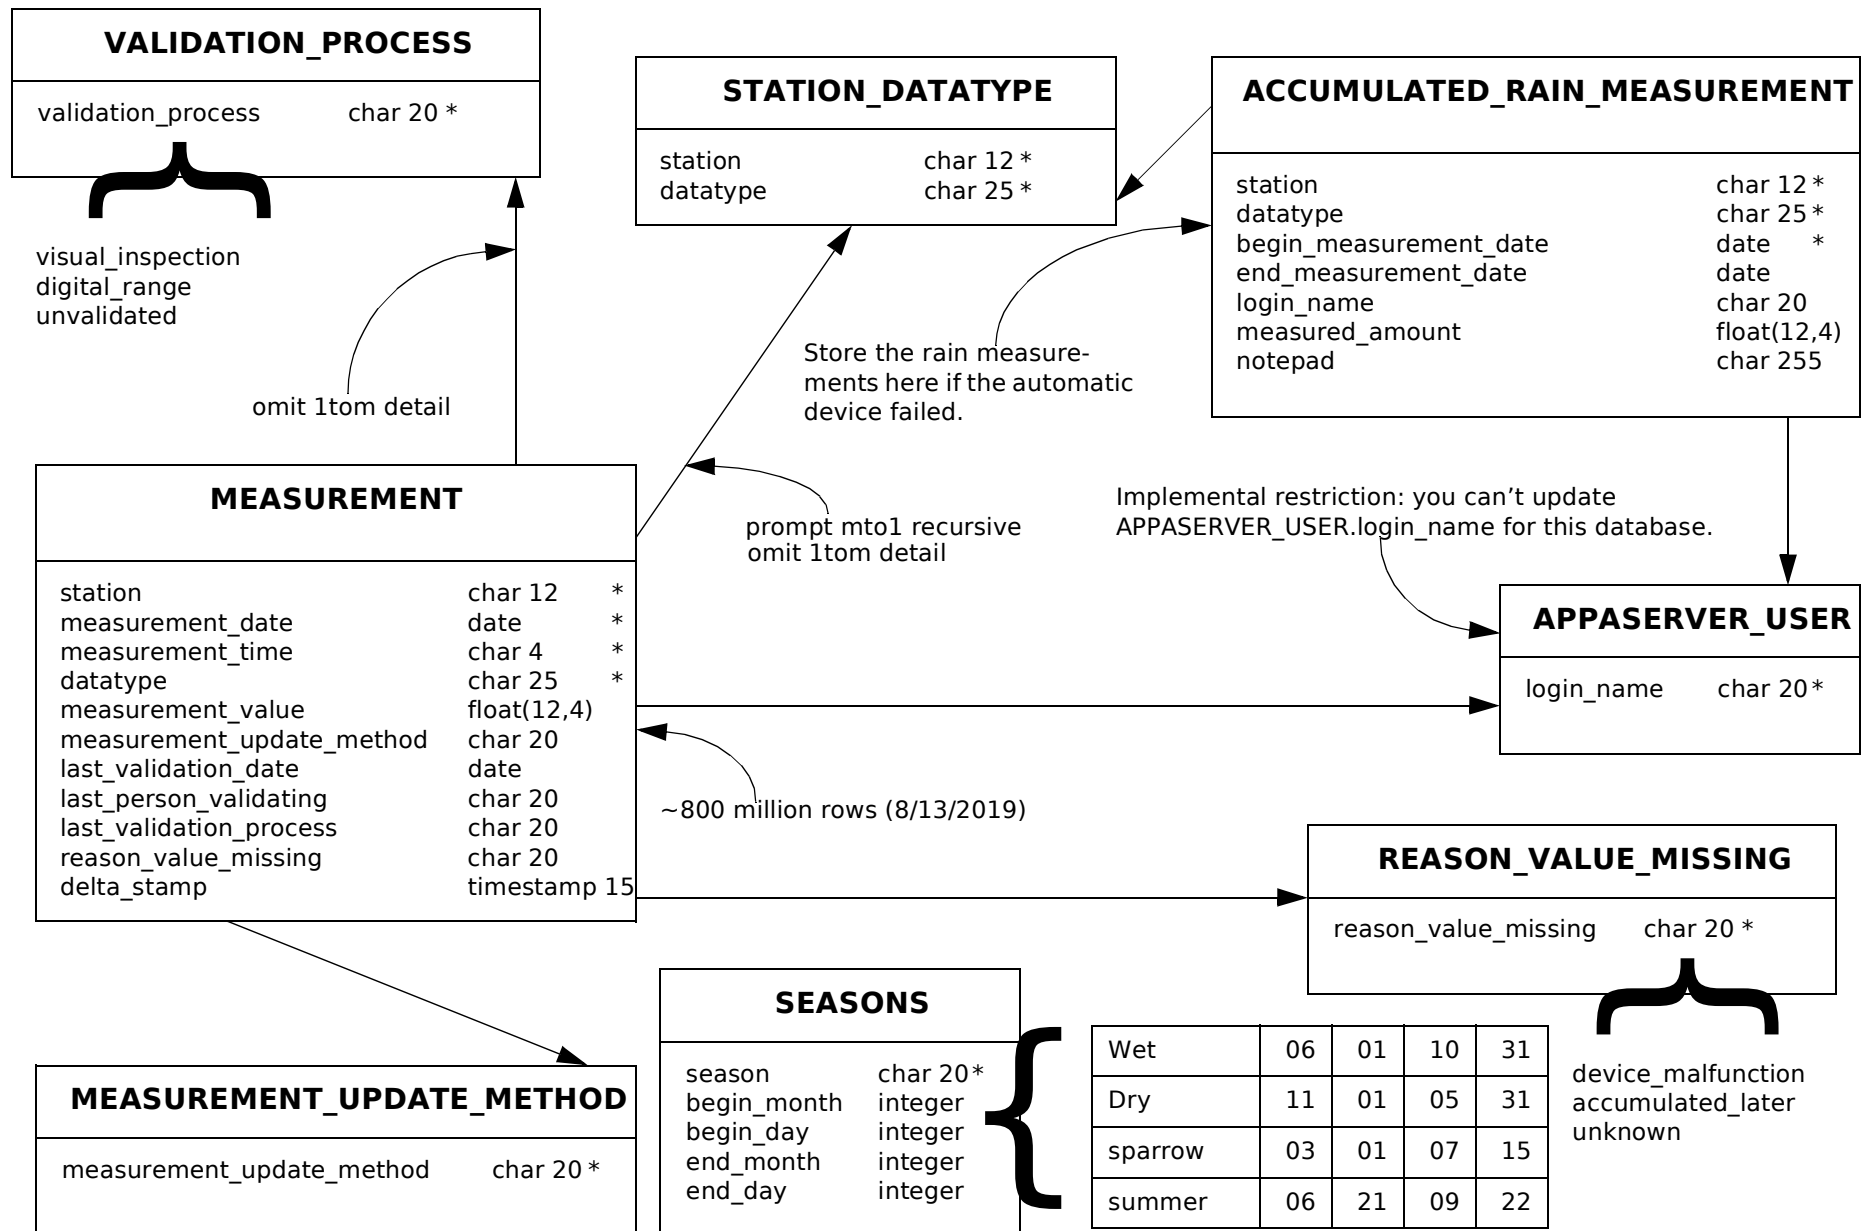 VALIDATION_PROCESS
validation_process char 20 *
visual_inspection
digital_range
unvalidated
omit 1tom detail
STATION_DATATYPE
station char 12 *
datatype char 25 *
ACCUMULATED_RAIN_MEASUREMENT
station char 12 *
datatype char 25 *
begin_measurement_date date *
end_measurement_date date
login_name char 20
measured_amount float(12,4)
notepad char 255
Store the rain measure-
ments here if the automatic
device failed.
MEASUREMENT
station char 12 *
measurement_date date *
measurement_time char 4 *
datatype char 25 *
measurement_value float(12,4)
measurement_update_method char 20
last_validation_date date
last_person_validating char 20
last_validation_process char 20
reason_value_missing char 20
delta_stamp timestamp 15
prompt mto1 recursive
omit 1tom detail
Implemental restriction: you can't update
APPASERVER_USER.login_name for this database.
APPASERVER_USER
login_name char 20 *
~800 million rows (8/13/2019)
REASON_VALUE_MISSING
reason_value_missing char 20 *
device_malfunction
accumulated_later
unknown
MEASUREMENT_UPDATE_METHOD
measurement_update_method char 20 *
SEASONS
season char 20 *
begin_month integer
begin_day integer
end_month integer
end_day integer
Wet 06 01 10 31
Dry 11 01 05 31
sparrow 03 01 07 15
summer 06 21 09 22